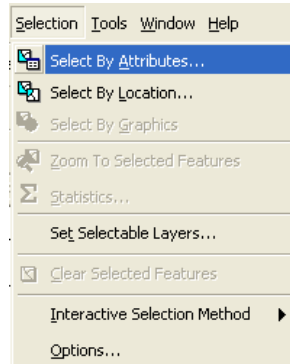 Selection Tools Window Help
Select By Attributes...
Select By Location...
Select By Graphics
Zoom To Selected Features
Statistics...
Set Selectable Layers...
Clear Selected Features
Interactive Selection Method
Options...